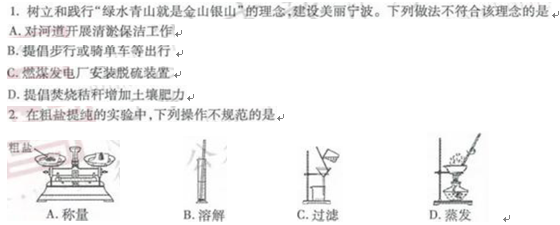 1. 树立和践行“绿水青山就是金山银山”的理念,建设美丽宁波。下列做法不符合该理念的是
A. 对河道开展清淤保洁工作
B. 提倡步行或骑单车等出行
C. 燃煤发电厂安装脱硫装置
D. 提倡焚烧秸秆增加土壤肥力
2. 在粗盐提纯的实验中,下列操作不规范的是
粗盐
A. 称量 B. 溶解 C. 过滤 D. 蒸发